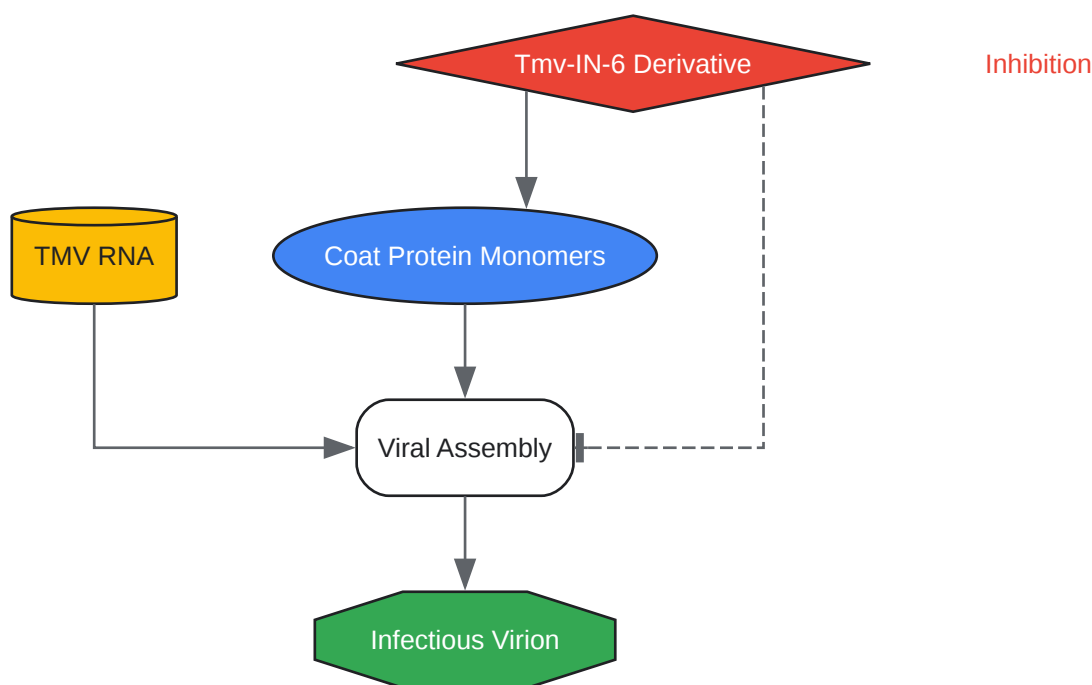 Tmv-IN-6 Derivative
Inhibition
TMV RNA
Coat Protein Monomers
Viral Assembly
Infectious Virion